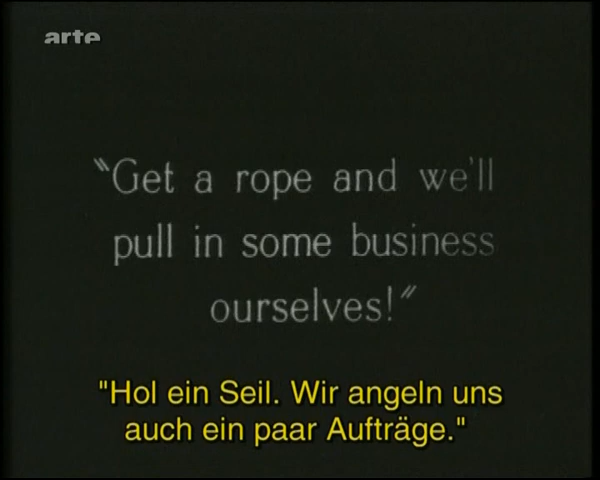 arte
"Get a rope and we'll
pull in some business
ourselves!"
"Hol ein Seil. Wir angeln uns
auch ein paar Aufträge."